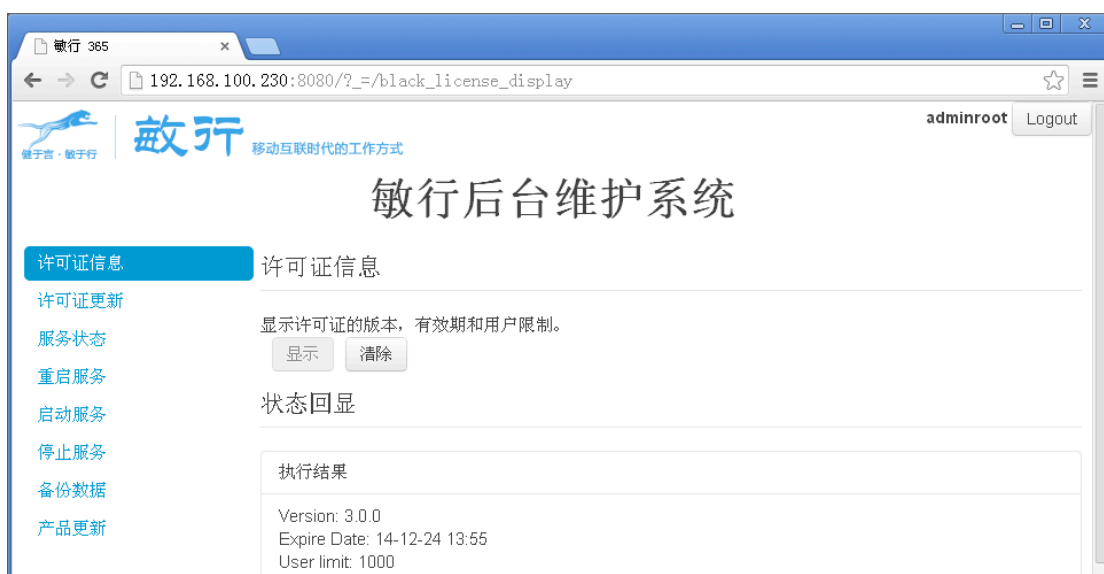 敏行 365
192.168.100.230:8080/?_=/black_license_display
adminroot Logout
健于言·敏于行
敏行 移动互联时代的工作方式
敏行后台维护系统
许可证信息
许可证更新
服务状态
重启服务
启动服务
停止服务
备份数据
产品更新
许可证信息
显示许可证的版本，有效期和用户限制。
显示 清除
状态回显
执行结果
Version: 3.0.0
Expire Date: 14-12-24 13:55
User limit: 1000